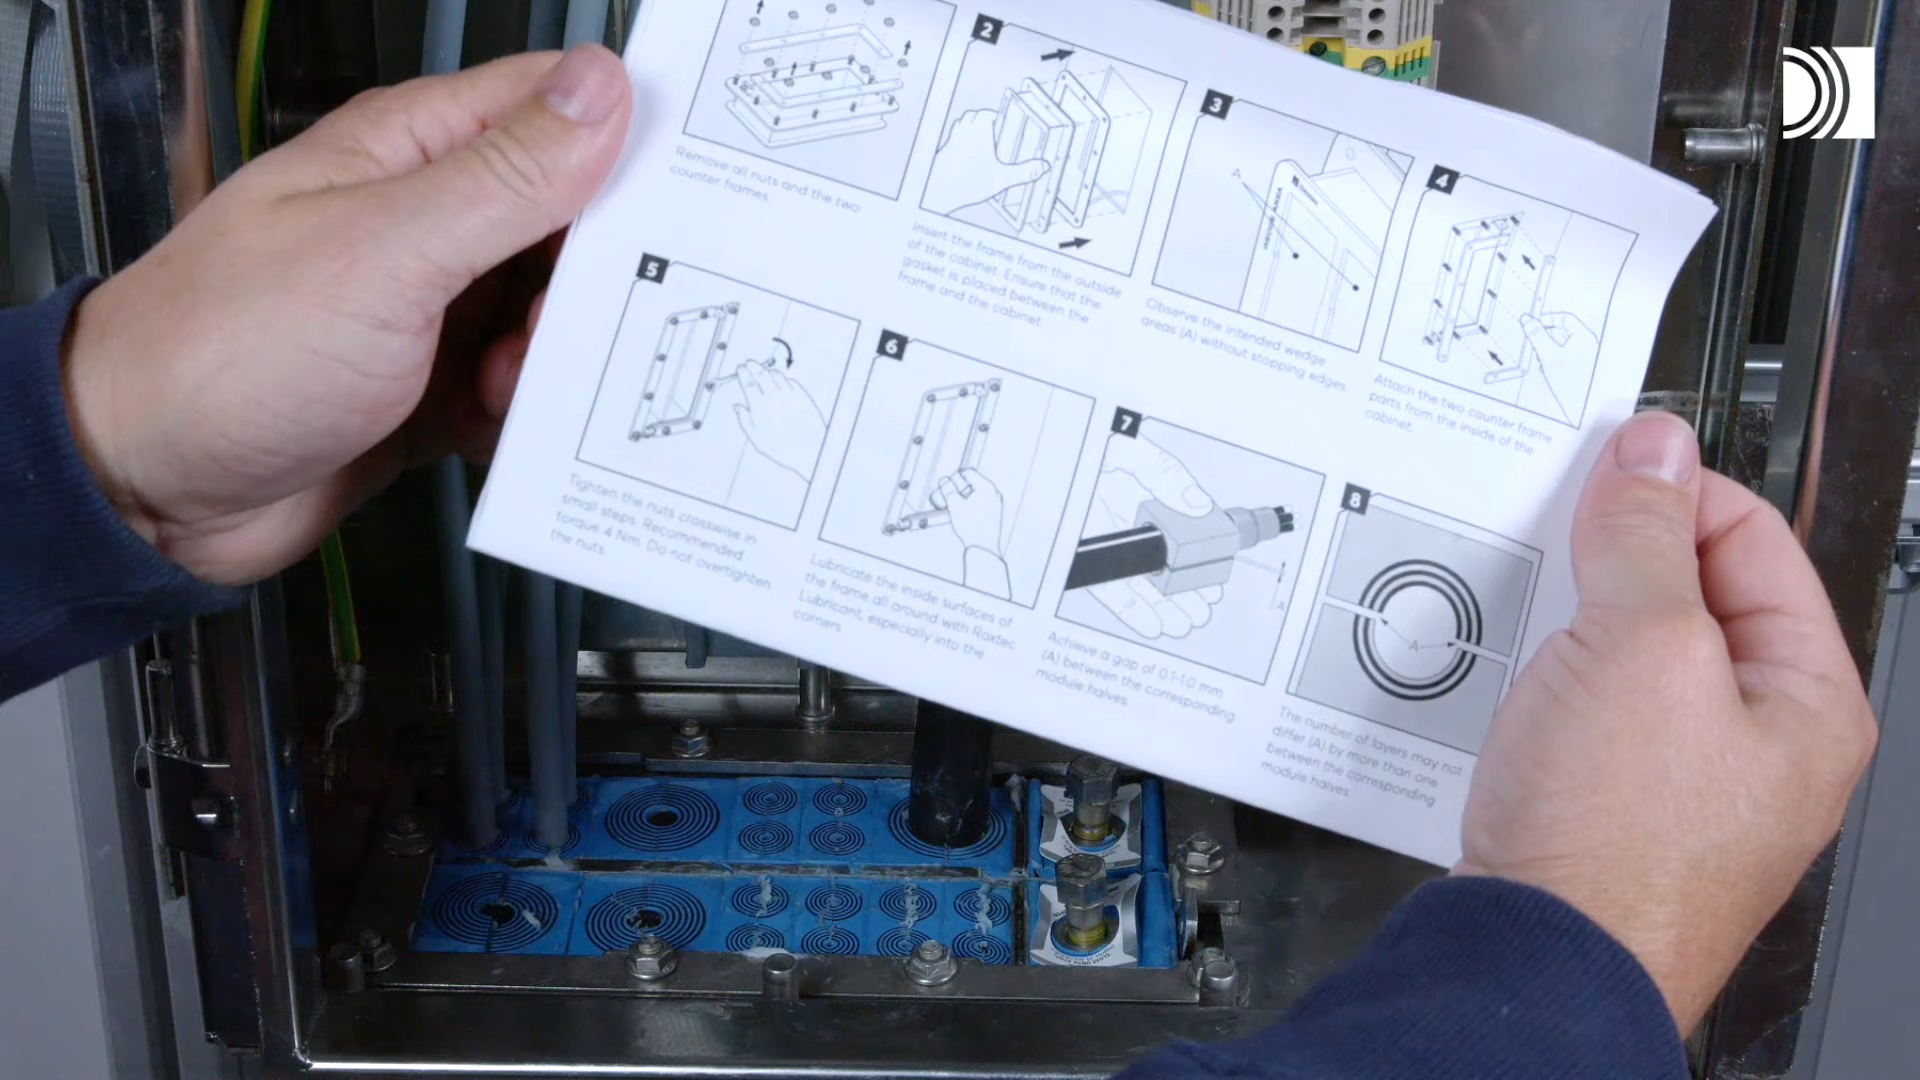 Remove all nuts and the two
counter frames.
2
Insert the frame from the outside
of the cabinet. Ensure that the
gasket is placed between the
frame and the cabinet.
3
A
Observe the intended wedge
areas (A) without stopping edges.
4
Attach the two counter frame
parts from the inside of the
cabinet.
5
Tighten the nuts crosswise in
small steps. Recommended
torque 4 Nm. Do not overtighten
the nuts.
6
Lubricate the inside surfaces of
the frame all around with Roxtec
Lubricant, especially into the
corners.
7
A
Achieve a gap of 0.1-1.0 mm
(A) between the corresponding
module halves.
8
A
The number of layers may not
differ (A) by more than one
between the corresponding
module halves.